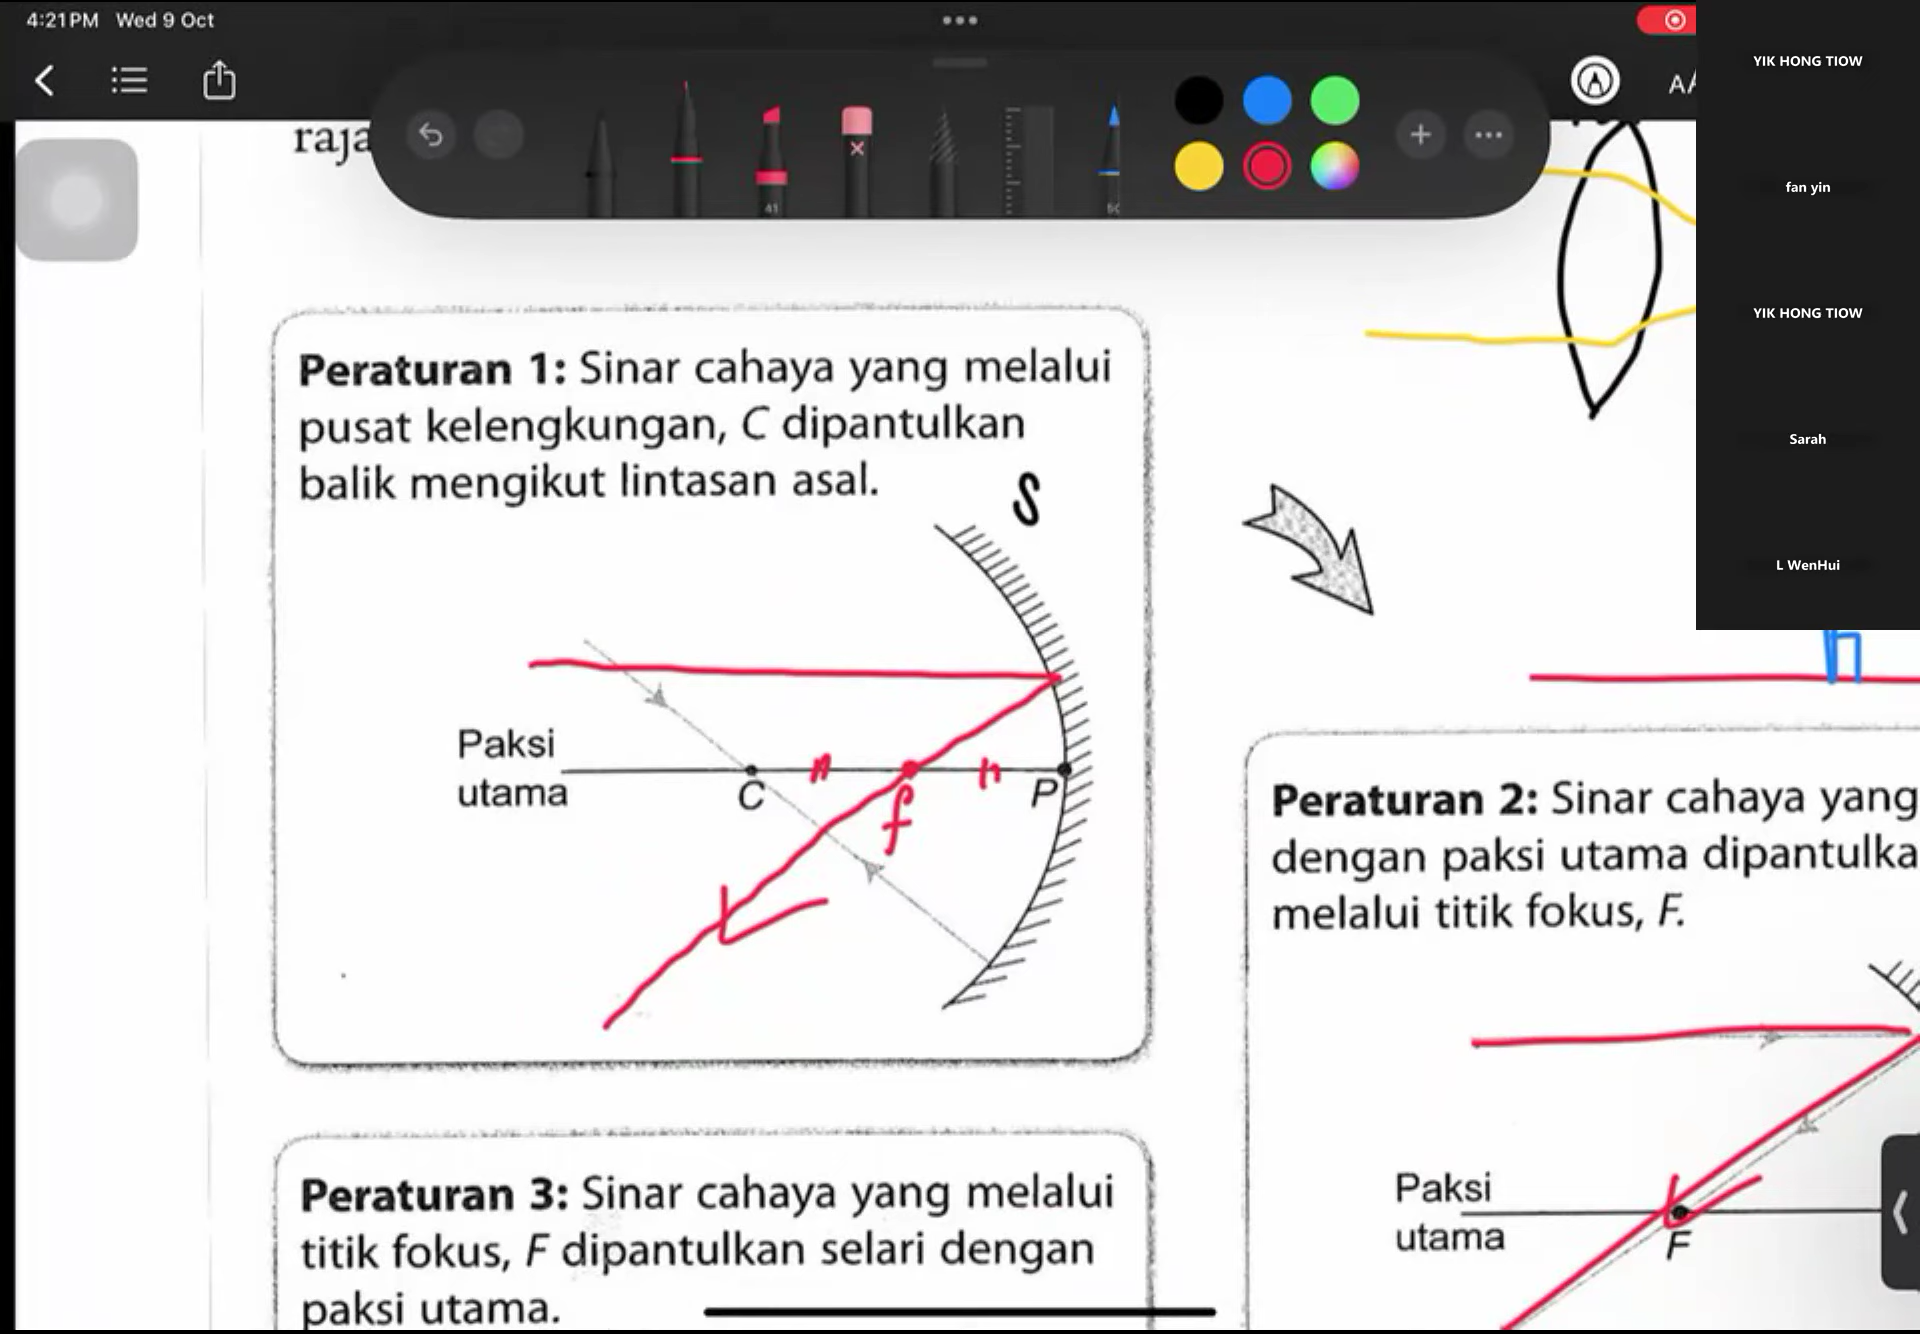 4:21 PM Wed 9 Oct
AA
41
50
raja
YIK HONG TIOW
fan yin
YIK HONG TIOW
Sarah
L WenHui
Peraturan 1: Sinar cahaya yang melalui
pusat kelengkungan, C dipantulkan
balik mengikut lintasan asal.
S
Paksi
utama
C
n
f
n
P
Peraturan 2: Sinar cahaya yang
dengan paksi utama dipantulka
melalui titik fokus, F.
Paksi
utama
F
Peraturan 3: Sinar cahaya yang melalui
titik fokus, F dipantulkan selari dengan
paksi utama.